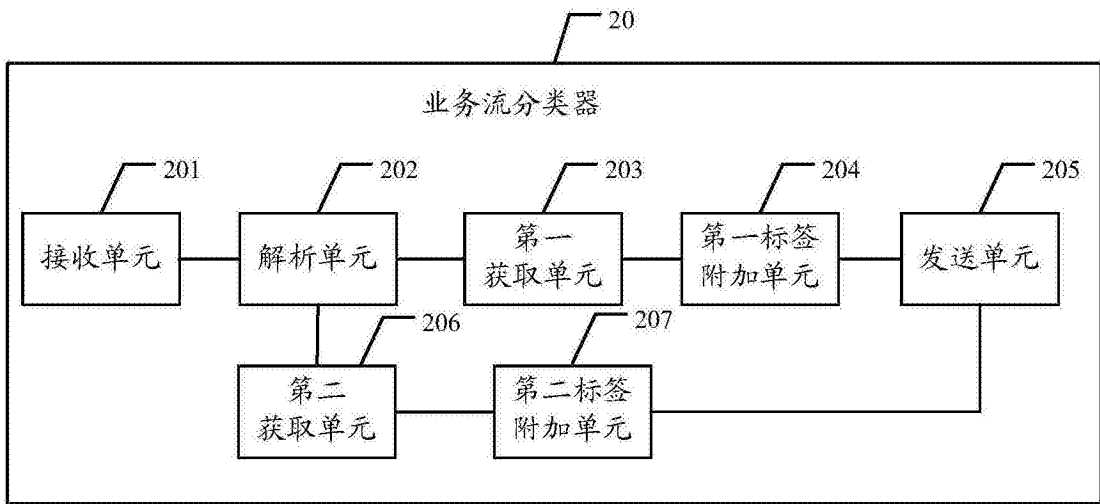 20
业务流分类器
201
202
203
204
205
接收单元
解析单元
第一
获取单元
第一标签
附加单元
发送单元
206
207
第二
获取单元
第二标签
附加单元